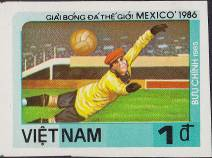 GIẢI BÓNG ĐÁ THẾ GIỚI MEXICO' 1986
BƯU CHÍNH 1985
VIỆT NAM 1đ